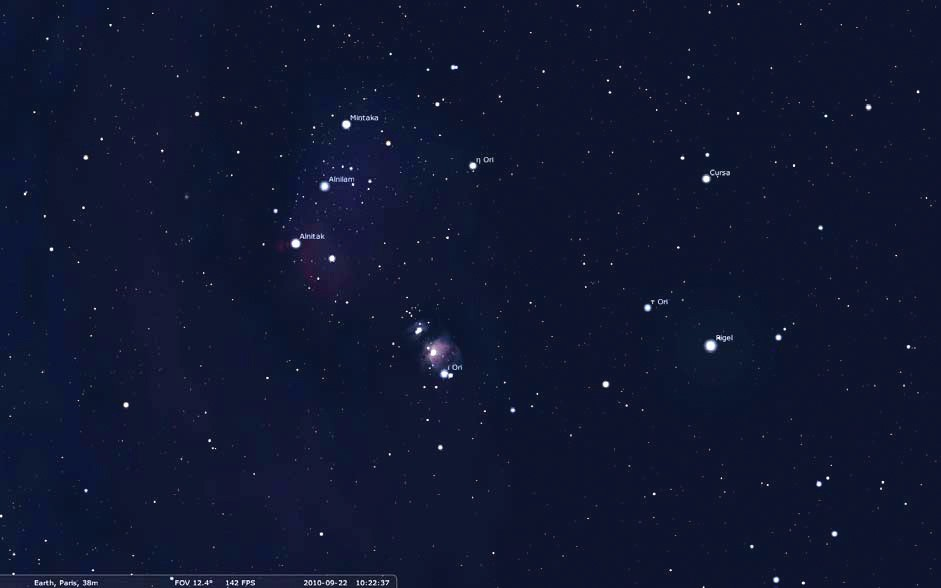 Mintaka
η Ori
Cursa
Alnilam
Alnitak
τ Ori
Rigel
ι Ori
Earth, Paris, 38m FOV 12.4° 142 FPS 2010-09-22 10:22:37